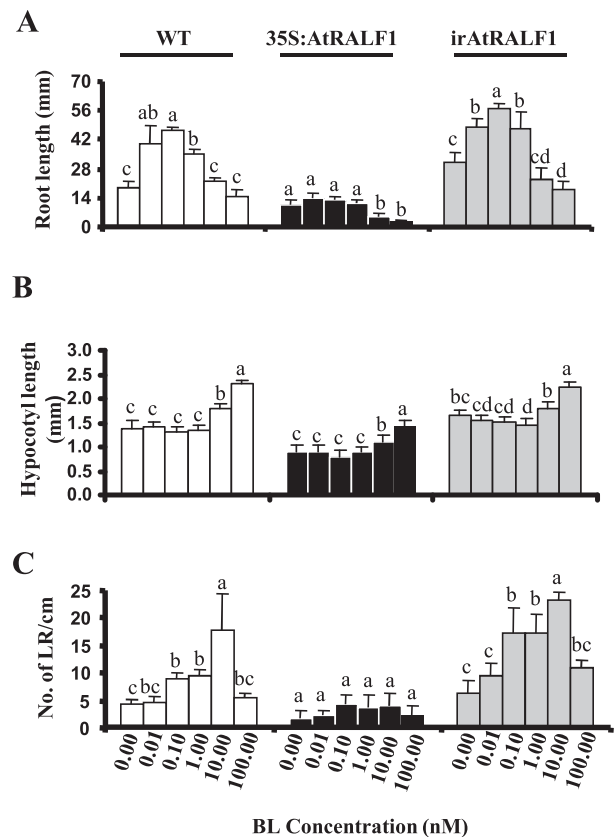 A
WT 35S:AtRALF1 irAtRALF1
Root length (mm)
70
56
42
28
14
0
c ab a b c c
a a a a b b
c b a b cd d
B
Hypocotyl length
(mm)
3.0
2.5
2.0
1.5
1.0
0.5
0.0
c c c c b a
c c c c b a
bc cd cd d b a
C
No. of LR/cm
25
20
15
10
5
0
c bc b b a bc
a a a a a a
c c b b a bc
0.00 0.01 0.10 1.00 10.00 100.00
0.00 0.01 0.10 1.00 10.00 100.00
0.00 0.01 0.10 1.00 10.00 100.00
BL Concentration (nM)